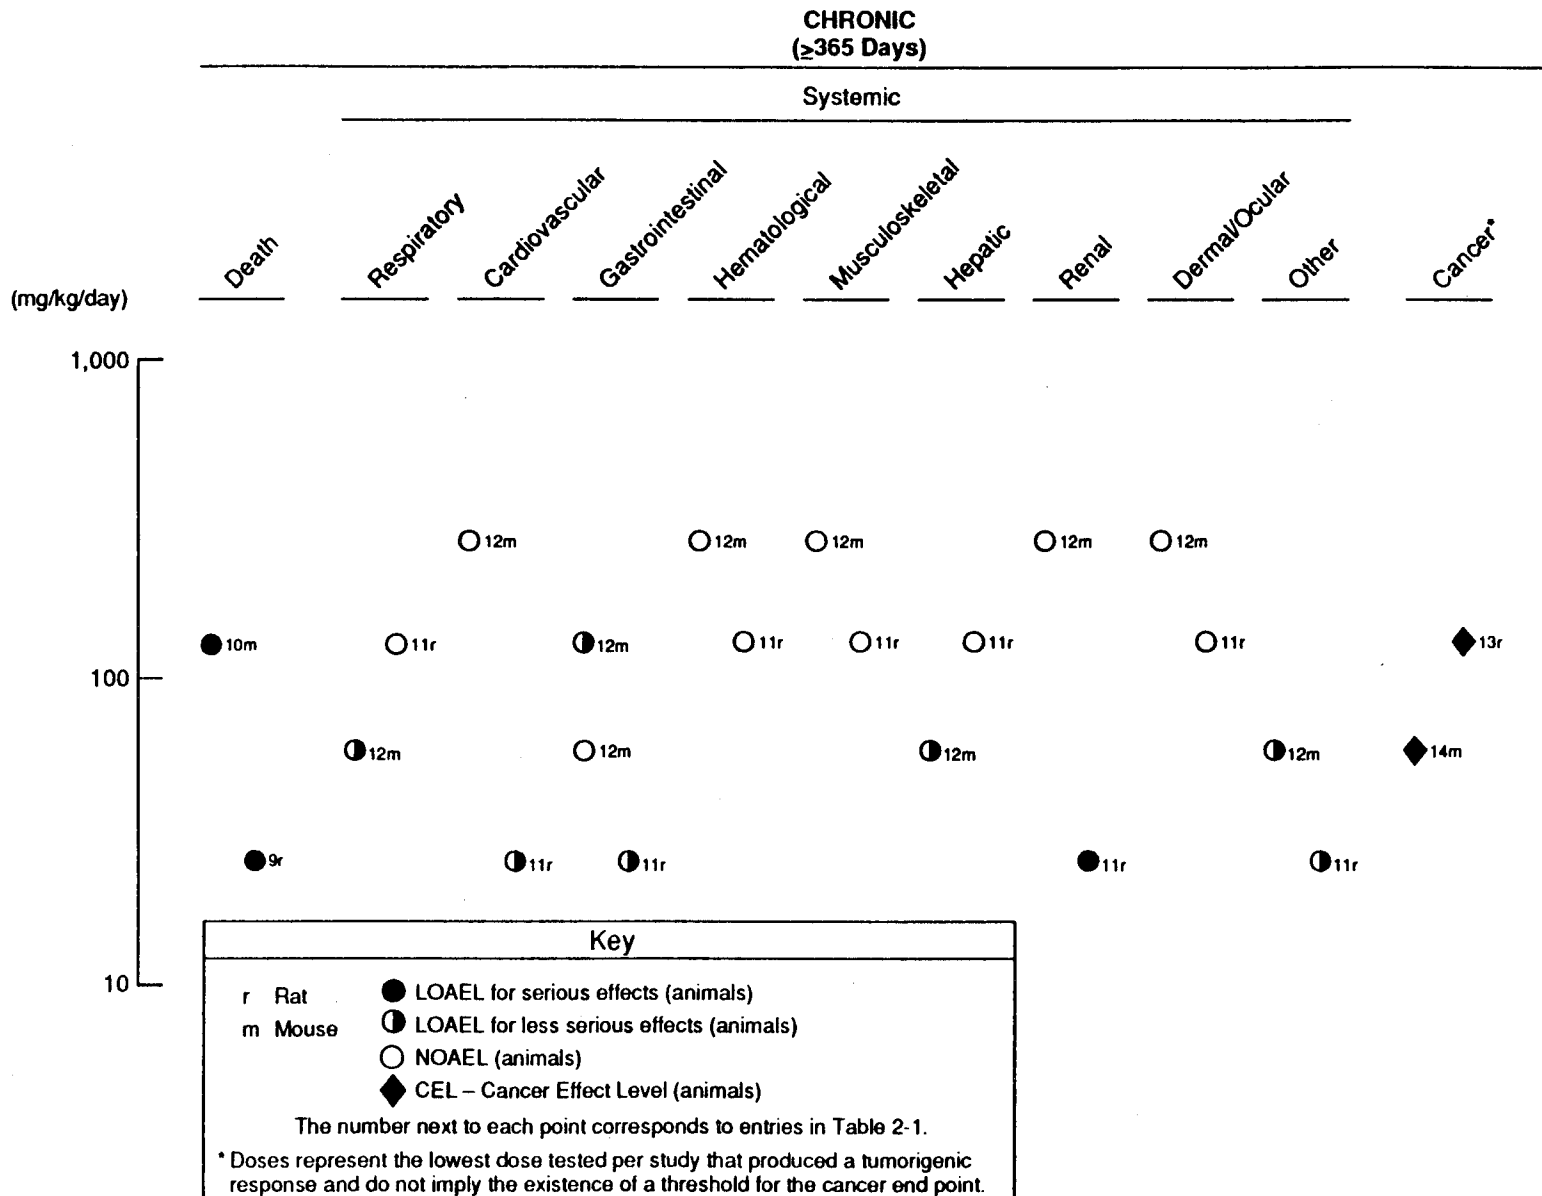 CHRONIC
(≥365 Days)
Systemic
Death Respiratory Cardiovascular Gastrointestinal Hematological Musculoskeletal Hepatic Renal Dermal/Ocular Other Cancer*
(mg/kg/day)
1,000
12m 12m 12m 12m 12m
10m 11r 12m 11r 11r 11r 11r 13r
100
12m 12m 12m 12m 14m
9r 11r 11r 11r 11r
Key
10
r Rat LOAEL for serious effects (animals)
m Mouse LOAEL for less serious effects (animals)
NOAEL (animals)
CEL – Cancer Effect Level (animals)
The number next to each point corresponds to entries in Table 2-1.
* Doses represent the lowest dose tested per study that produced a tumorigenic
response and do not imply the existence of a threshold for the cancer end point.